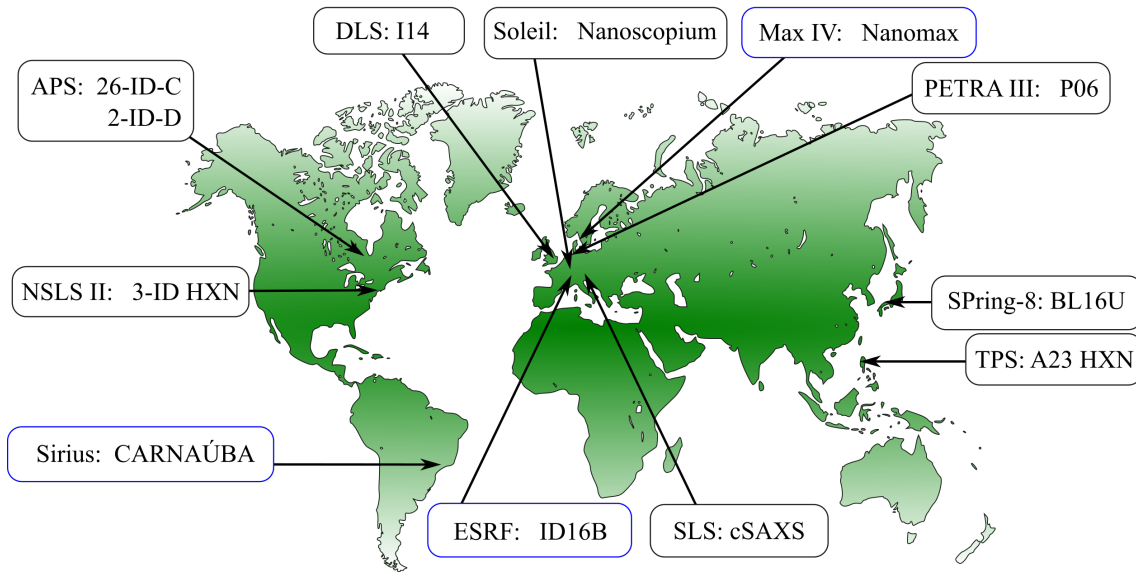 DLS: I14
Soleil: Nanoscopium
Max IV: Nanomax
APS: 26-ID-C
2-ID-D
PETRA III: P06
NSLS II: 3-ID HXN
SPring-8: BL16U
TPS: A23 HXN
Sirius: CARNAÚBA
ESRF: ID16B
SLS: cSAXS